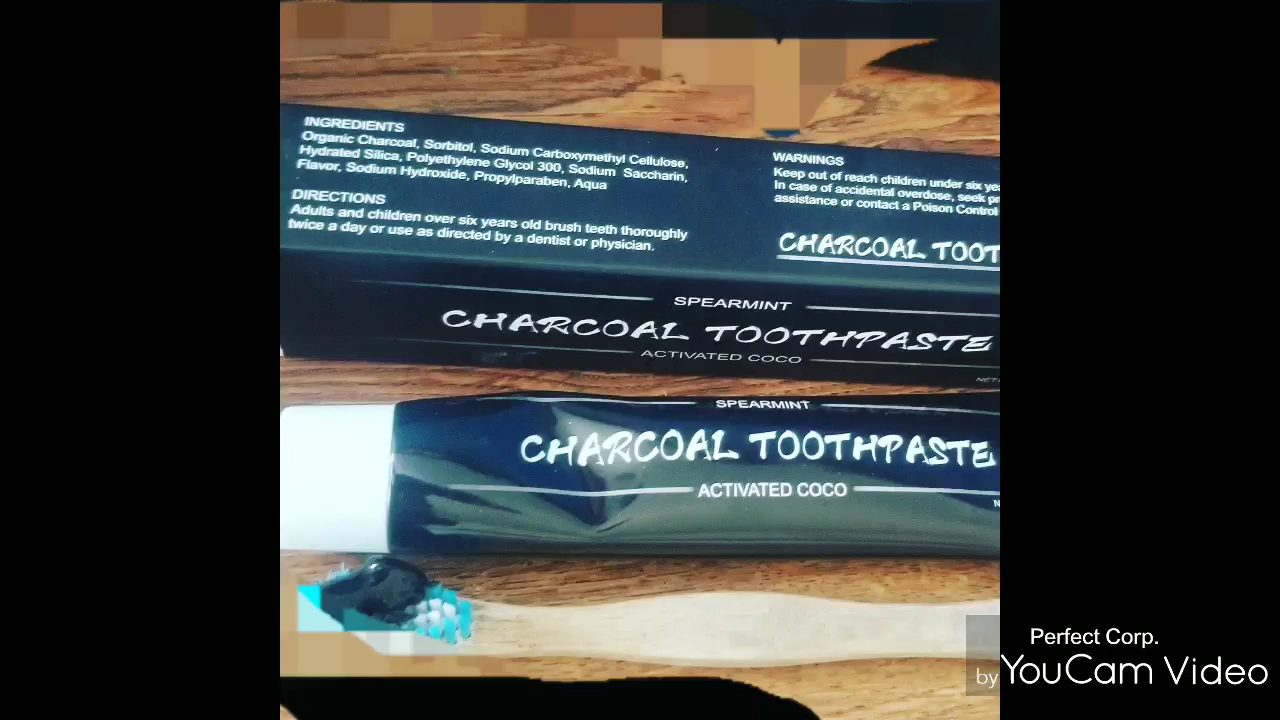 INGREDIENTS
Organic Charcoal, Sorbitol, Sodium Carboxymethyl Cellulose,
Hydrated Silica, Polyethylene Glycol 300, Sodium Saccharin,
Flavor, Sodium Hydroxide, Propylparaben, Aqua
DIRECTIONS
Adults and children over six years old brush teeth thoroughly
twice a day or use as directed by a dentist or physician.
WARNINGS
Keep out of reach children under six
In case of accidental overdose, seek
assistance or contact a Poison Control
CHARCOAL TOOT
SPEARMINT
CHARCOAL TOOTHPASTE
ACTIVATED COCO
SPEARMINT
CHARCOAL TOOTHPASTE
ACTIVATED COCO
Perfect Corp.
by YouCam Video